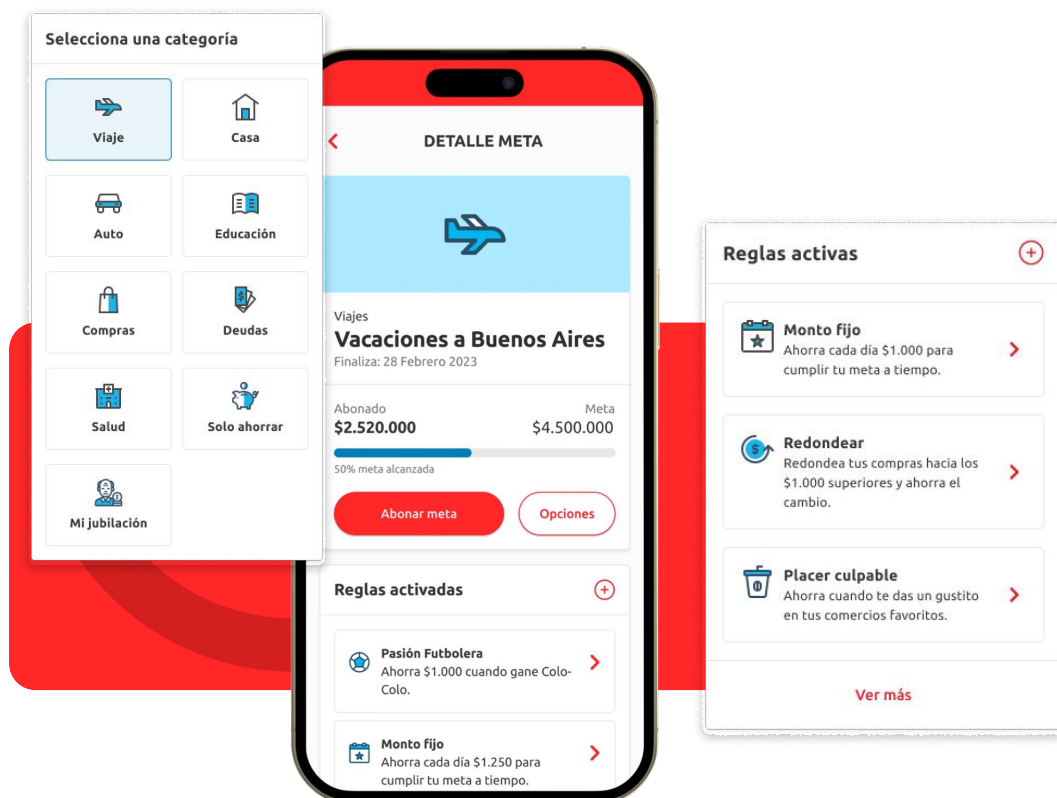 Selecciona una categoría
Viaje
Casa
Auto
Educación
Compras
Deudas
Salud
Solo ahorrar
Mi jubilación
DETALLE META
Viajes
Vacaciones a Buenos Aires
Finaliza: 28 Febrero 2023
Abonado
Meta
$2.520.000
$4.500.000
50% meta alcanzada
Abonar meta
Opciones
Reglas activadas
Pasión Futbolera
Ahorra $1.000 cuando gane Colo-
Colo.
Monto fijo
Ahorra cada día $1.250 para
cumplir tu meta a tiempo.
Reglas activas
Monto fijo
Ahorra cada día $1.000 para
cumplir tu meta a tiempo.
Redondear
Redondea tus compras hacia los
$1.000 superiores y ahorra el
cambio.
Placer culpable
Ahorra cuando te das un gustito
en tus comercios favoritos.
Ver más